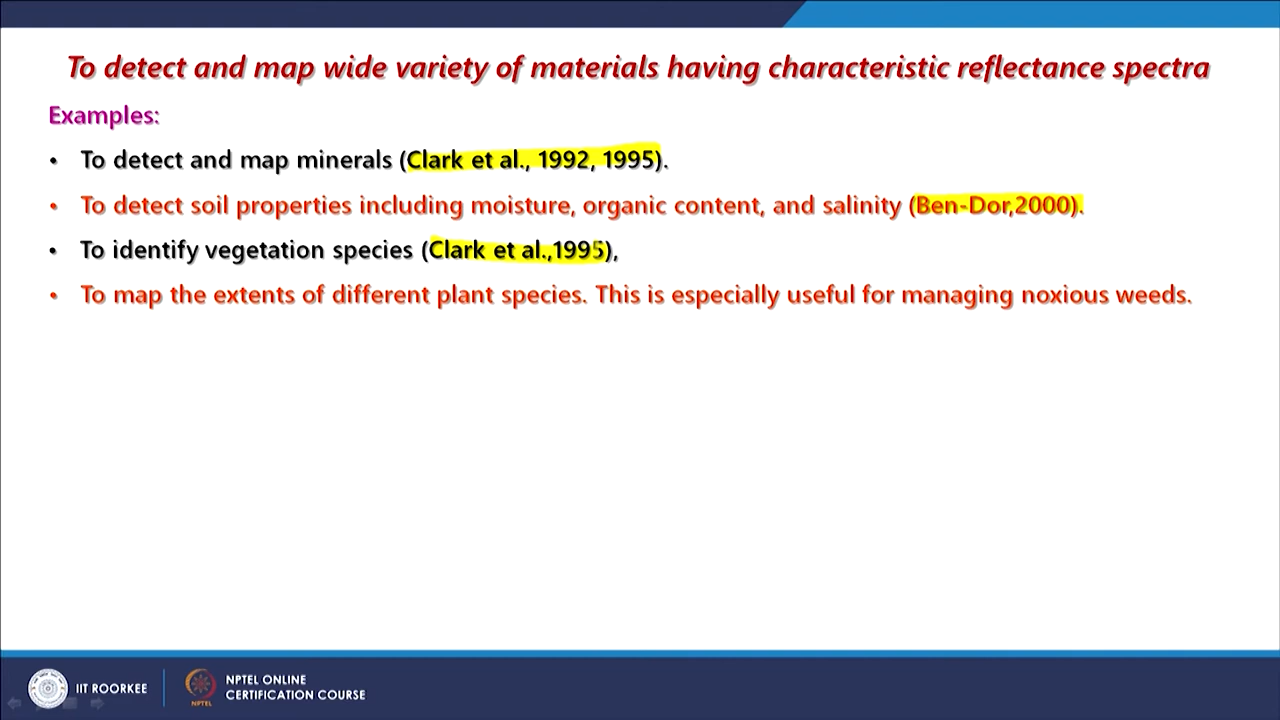 To detect and map wide variety of materials having characteristic reflectance spectra
Examples:
• To detect and map minerals (Clark et al., 1992, 1995).
• To detect soil properties including moisture, organic content, and salinity (Ben-Dor,2000).
• To identify vegetation species (Clark et al.,1995),
• To map the extents of different plant species. This is especially useful for managing noxious weeds.
IIT ROORKEE
NPTEL
NPTEL ONLINE
CERTIFICATION COURSE